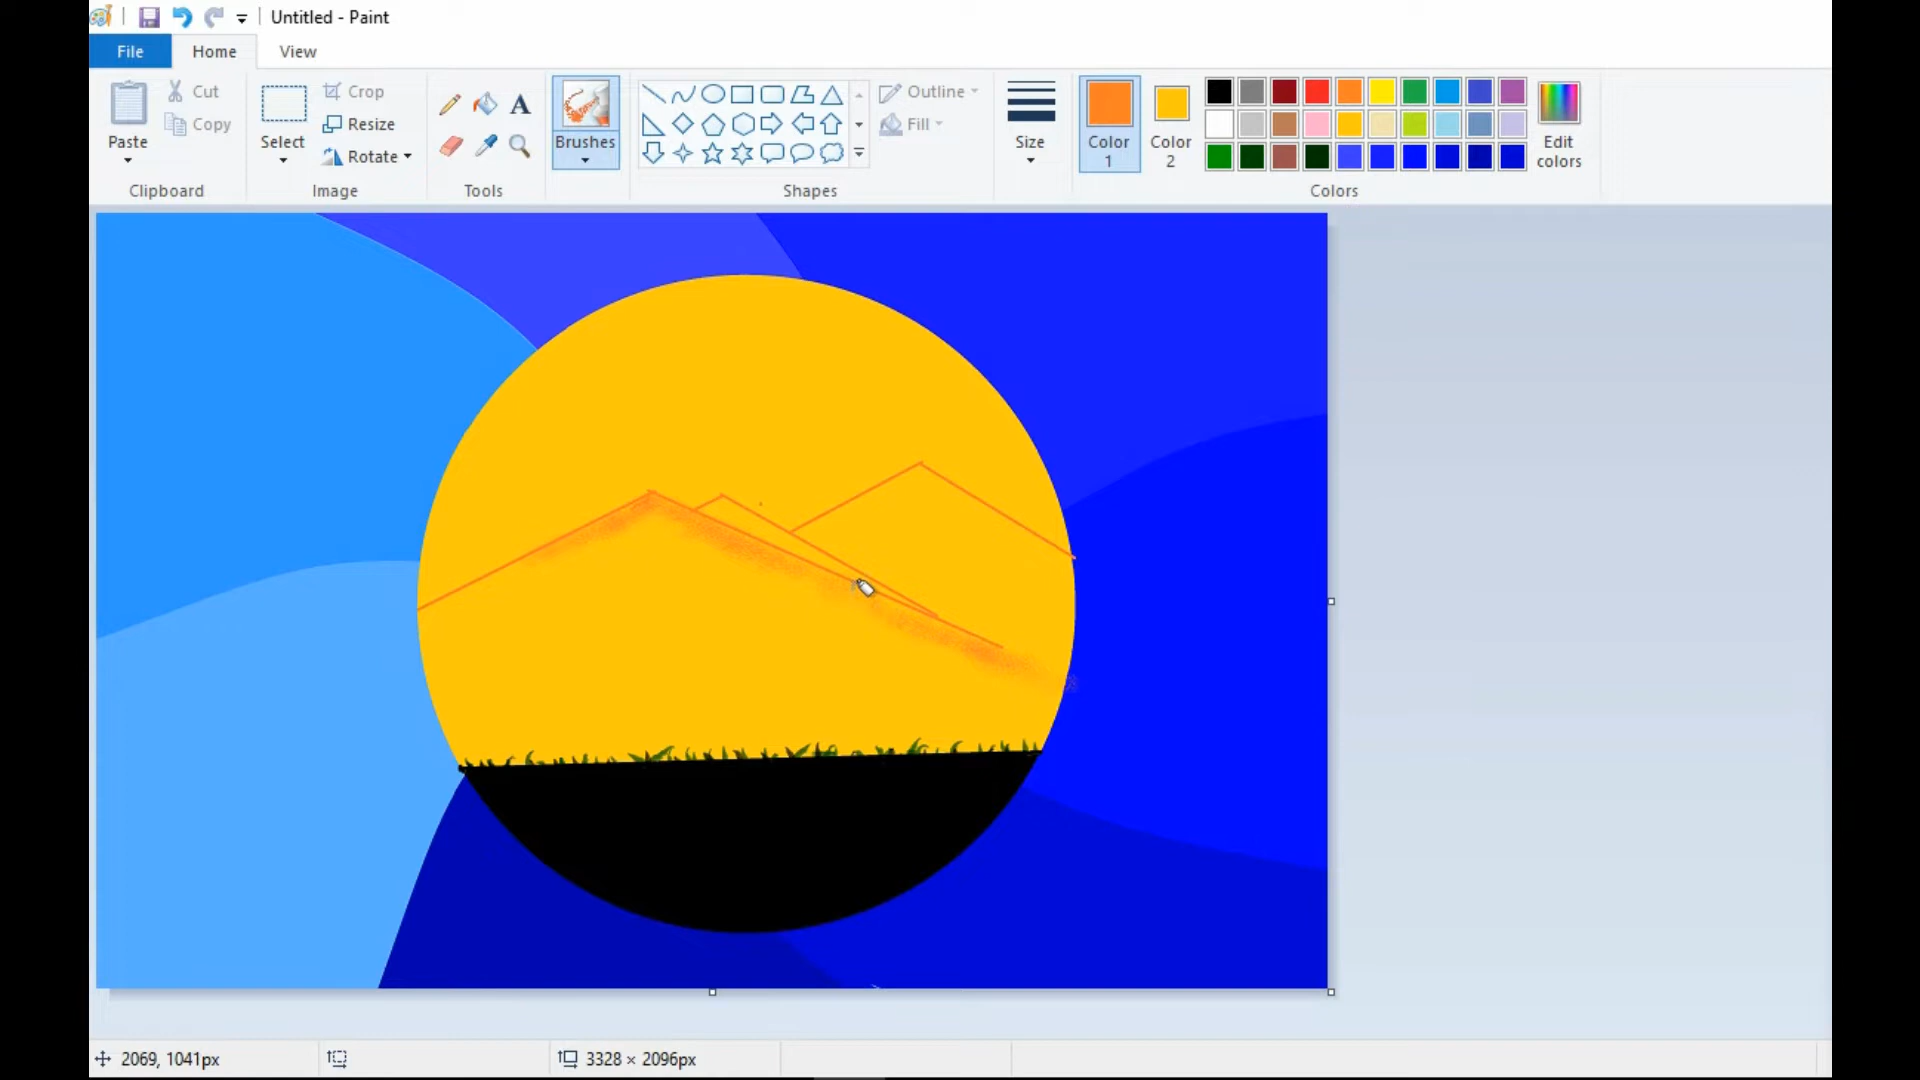 Untitled - Paint
File Home View
Paste Cut Copy Select Crop Resize Rotate A Brushes Outline Fill Size Color 1 Color 2 Edit colors
Clipboard Image Tools Shapes Colors
2069, 1041px 3328 × 2096px